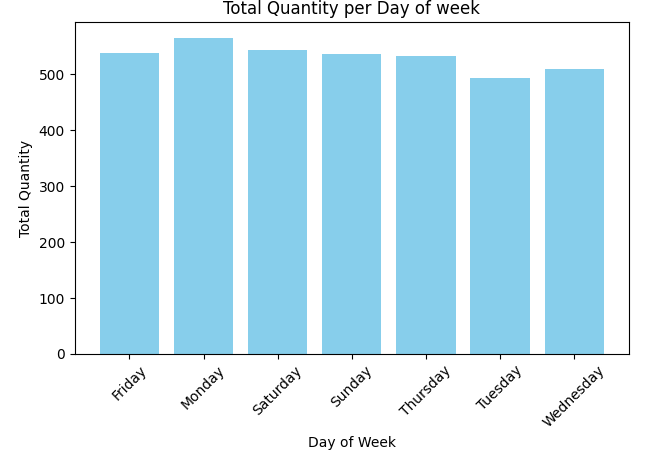 Total Quantity per Day of week
Total Quantity
500
400
300
200
100
0
Friday
Monday
Saturday
Sunday
Thursday
Tuesday
Wednesday
Day of Week